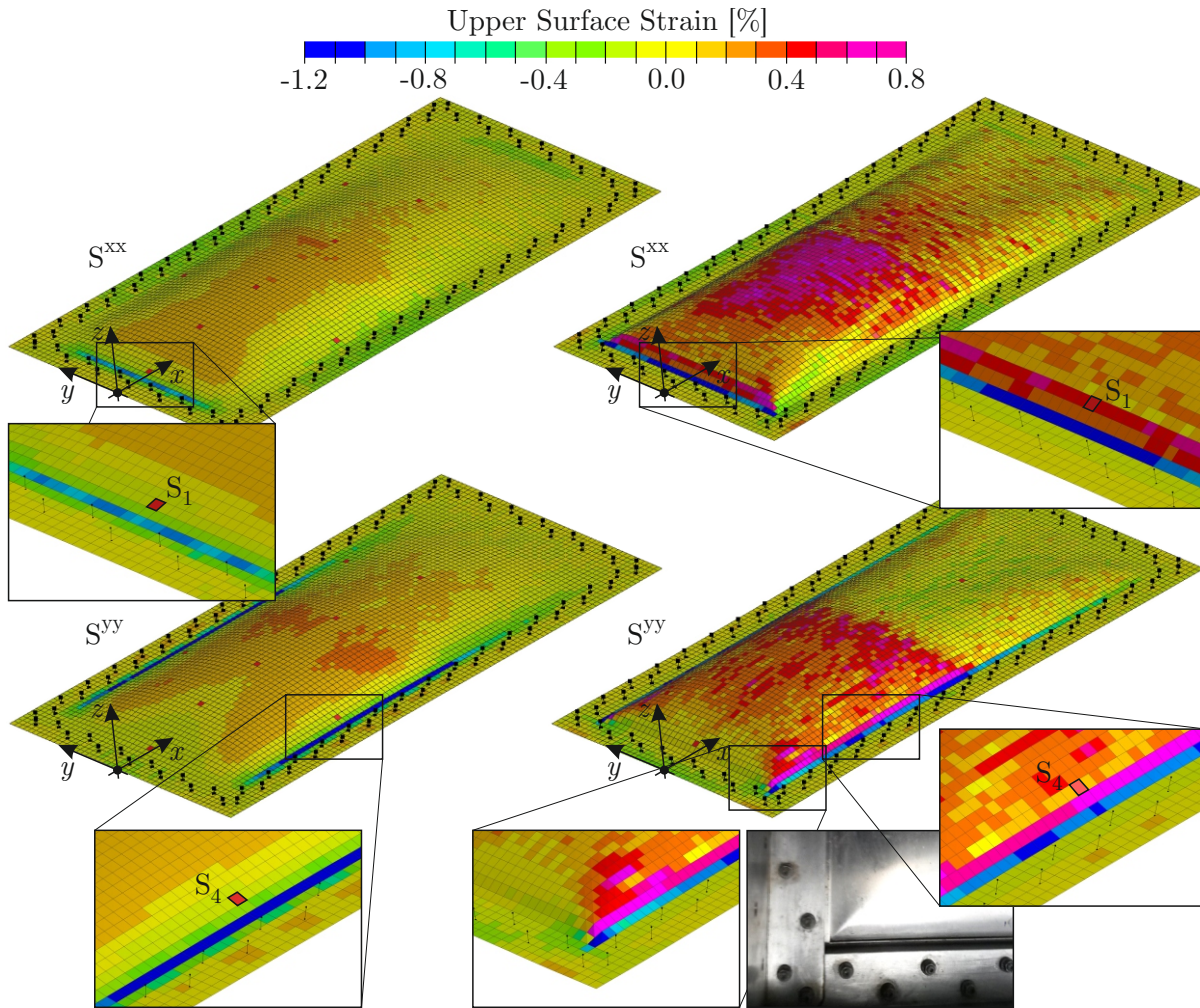 Upper Surface Strain [%]
-1.2 -0.8 -0.4 0.0 0.4 0.8
S^xx
S^xx
z
x
y
z
x
y
S_1
S_1
S^yy
S^yy
z
x
y
z
x
y
S_4
S_4